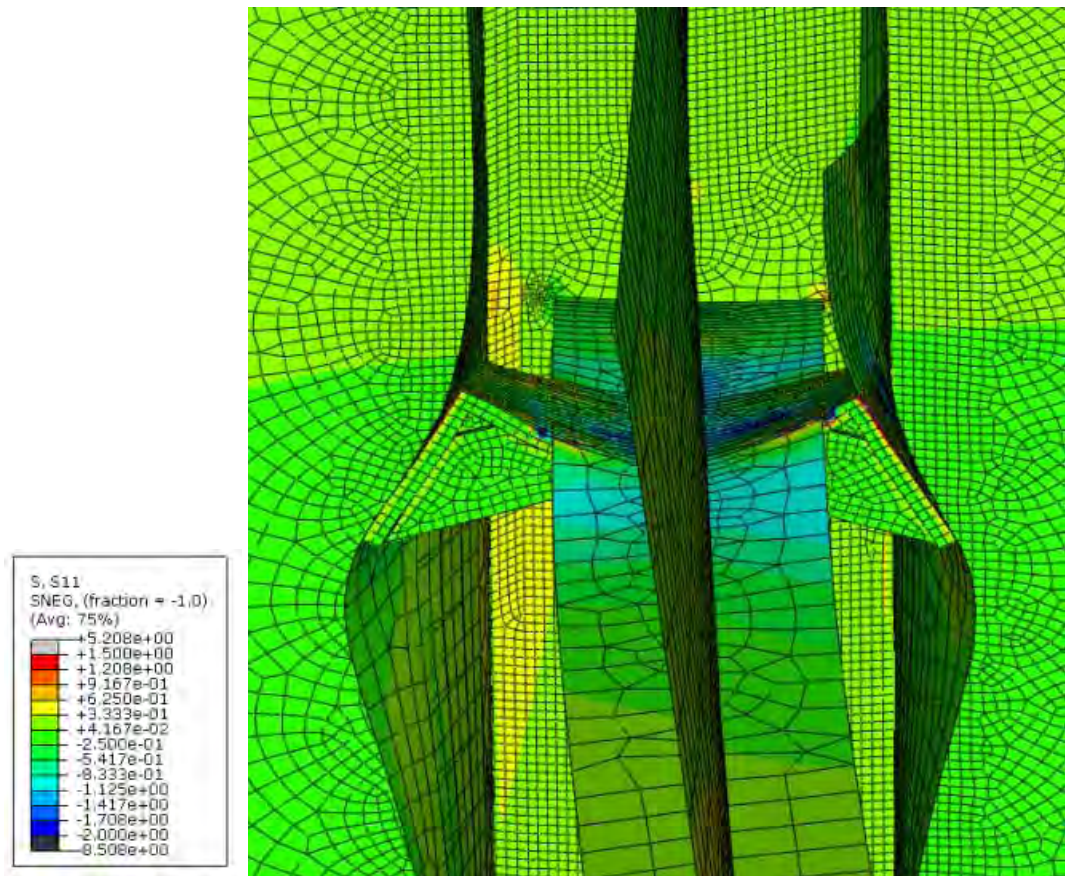 S, S11
SNEG, (fraction = -1.0)
(Avg: 75%)
+5.208e+00
+1.500e+00
+1.208e+00
+9.167e-01
+6.250e-01
+3.333e-01
+4.167e-02
-2.500e-01
-5.417e-01
-8.333e-01
-1.125e+00
-1.417e+00
-1.708e+00
-2.000e+00
-8.508e+00